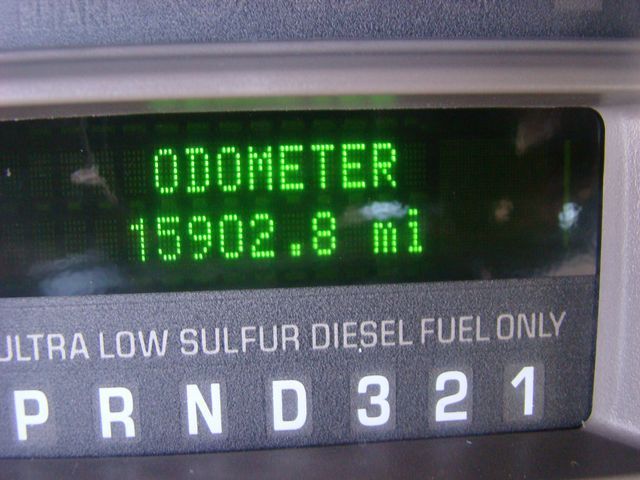 ODOMETER
15902.8 mi
ULTRA LOW SULFUR DIESEL FUEL ONLY
P R N D 3 2 1